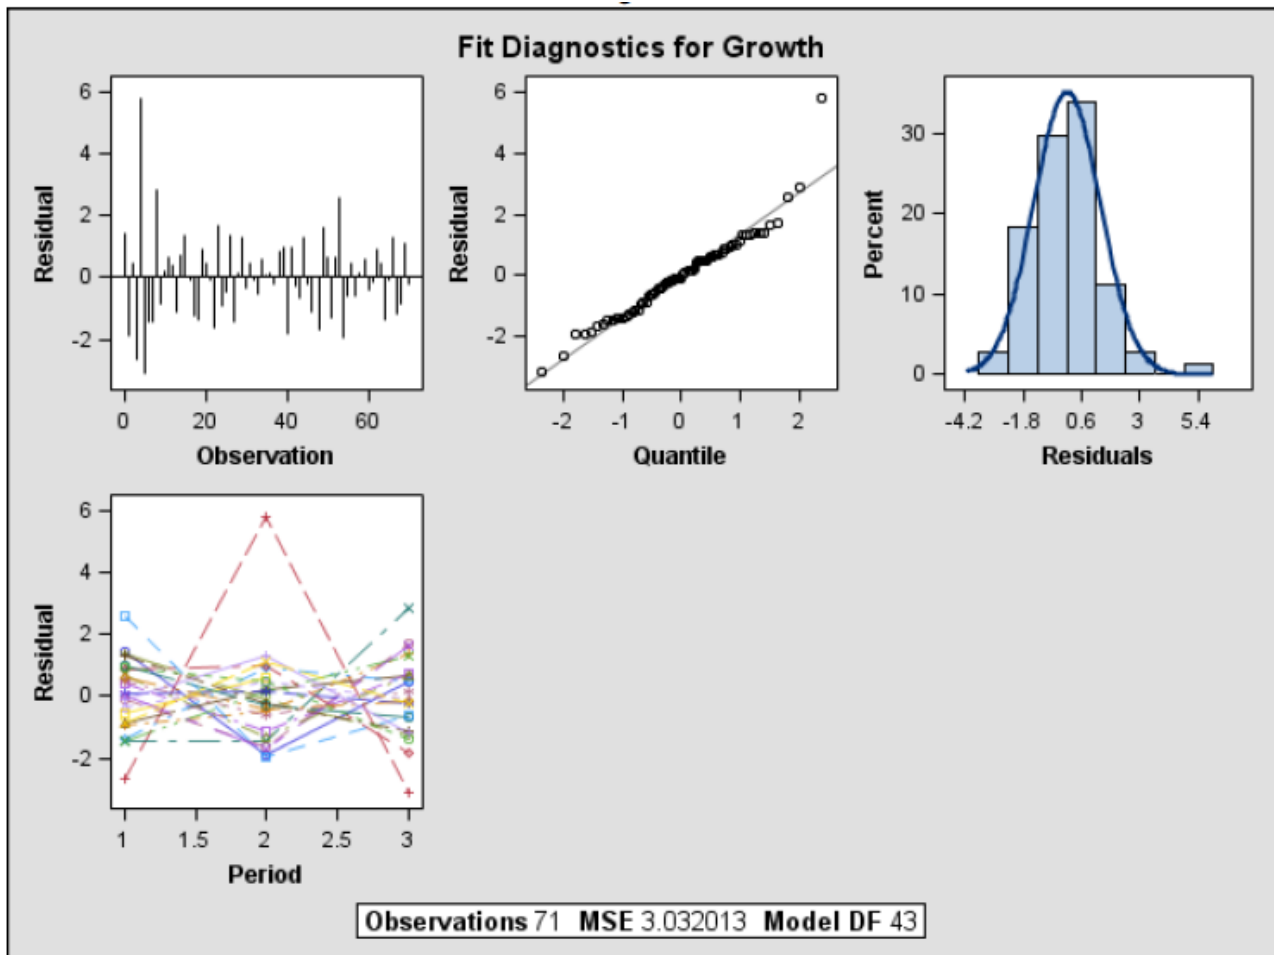 Fit Diagnostics for Growth
6
4
2
0
-2
Residual
0 20 40 60
Observation
6
4
2
0
-2
Residual
-2 -1 0 1 2
Quantile
30
20
10
0
Percent
-4.2 -1.8 0.6 3 5.4
Residuals
6
4
2
0
-2
Residual
1 1.5 2 2.5 3
Period
Observations 71 MSE 3.032013 Model DF 43